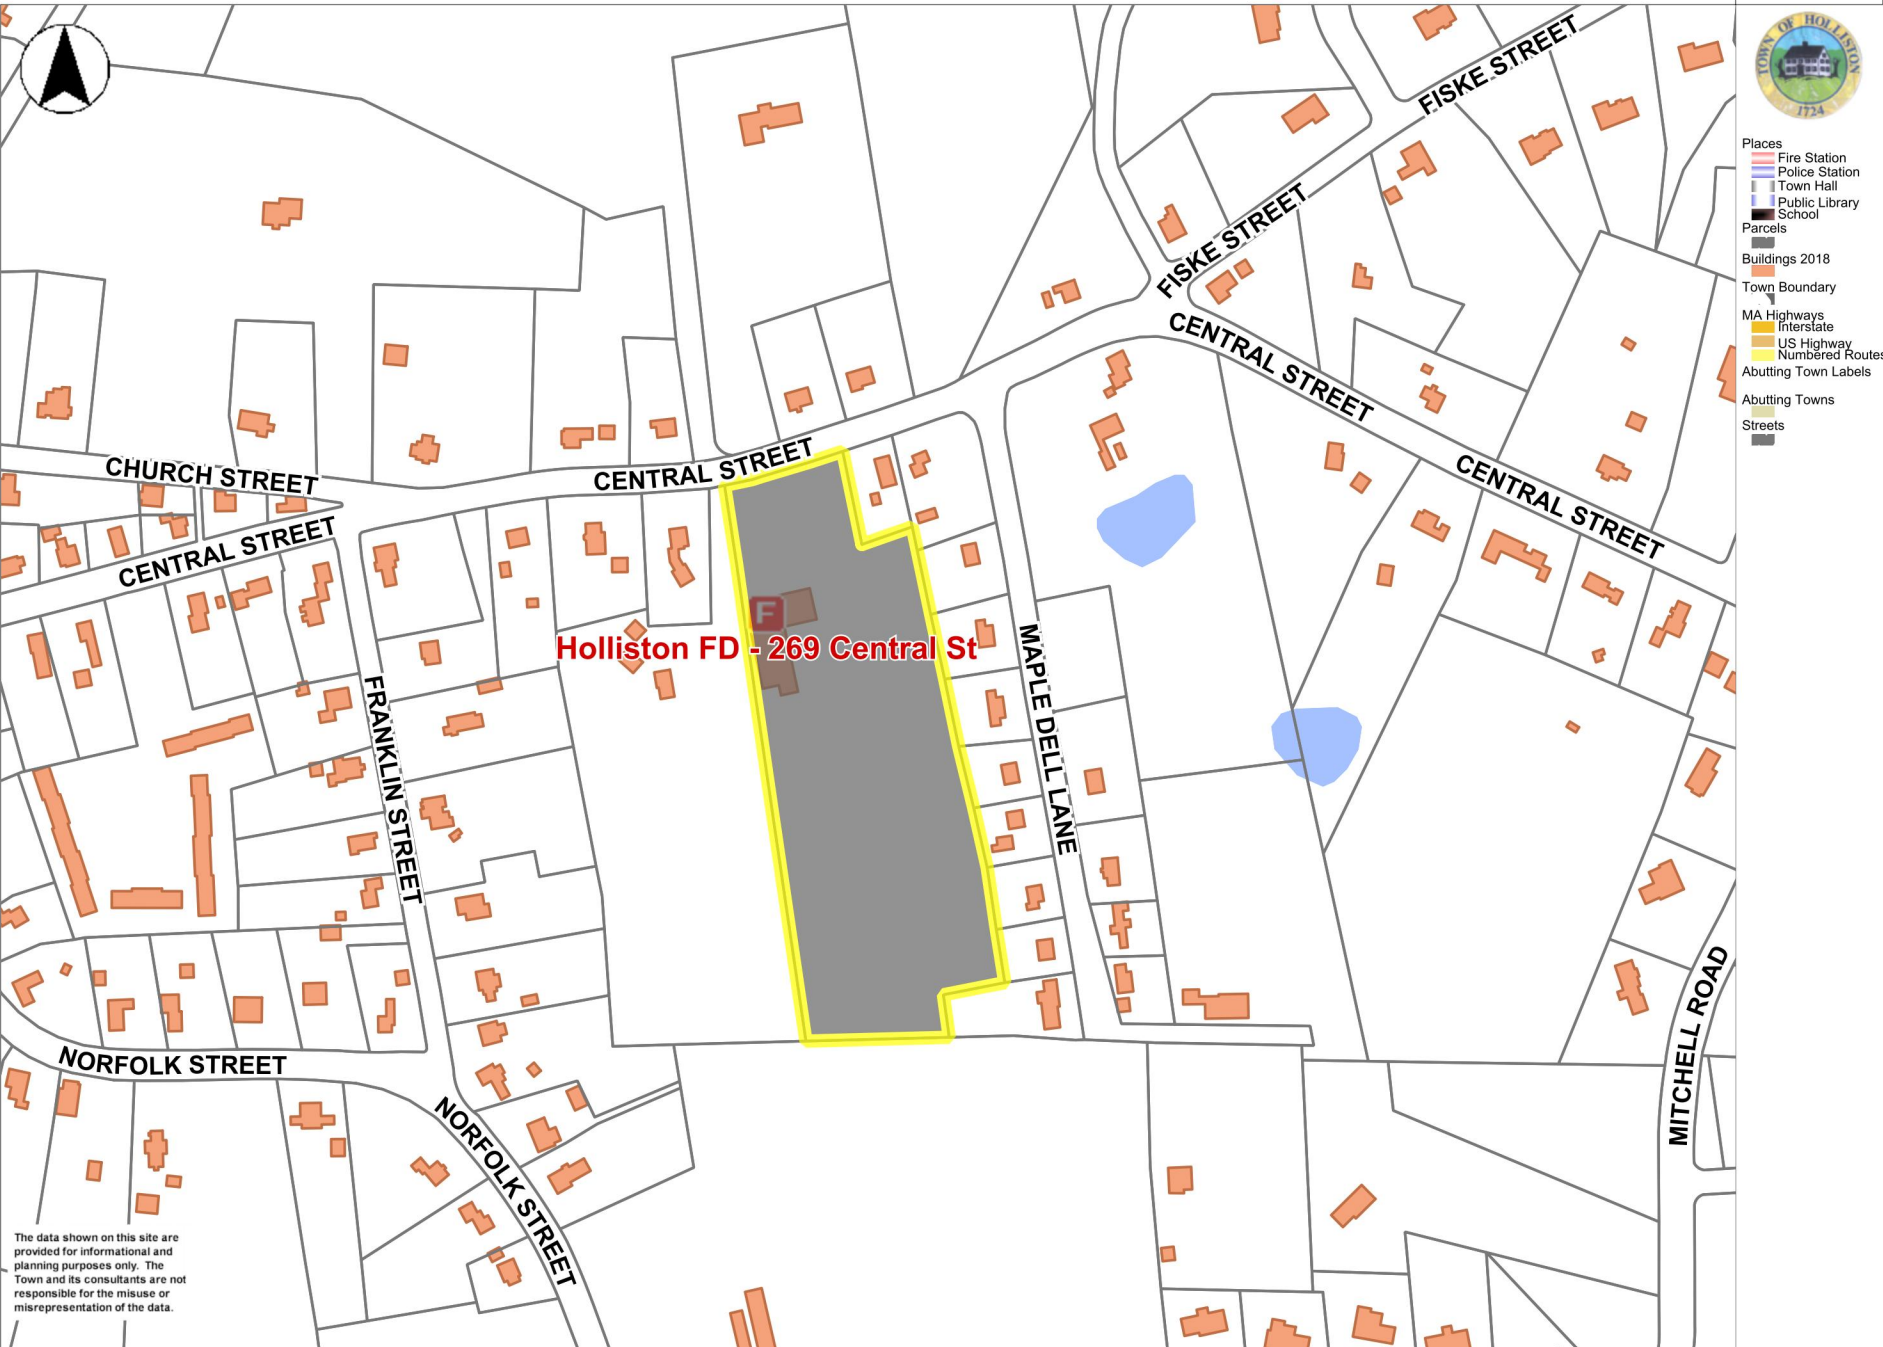 FISKE STREET
FISKE STREET
CENTRAL STREET
CENTRAL STREET
CENTRAL STREET
CHURCH STREET
CENTRAL STREET
F
Holliston FD - 269 Central St
MAPLE DELL LANE
FRANKLIN STREET
NORFOLK STREET
NORFOLK STREET
MITCHELL ROAD
The data shown on this site are
provided for informational and
planning purposes only. The
Town and its consultants are not
responsible for the misuse or
misrepresentation of the data.
TOWN OF HOLLISTON
1724
Places
Fire Station
Police Station
Town Hall
Public Library
School
Parcels
Buildings 2018
Town Boundary
MA Highways
Interstate
US Highway
Numbered Routes
Abutting Town Labels
Abutting Towns
Streets